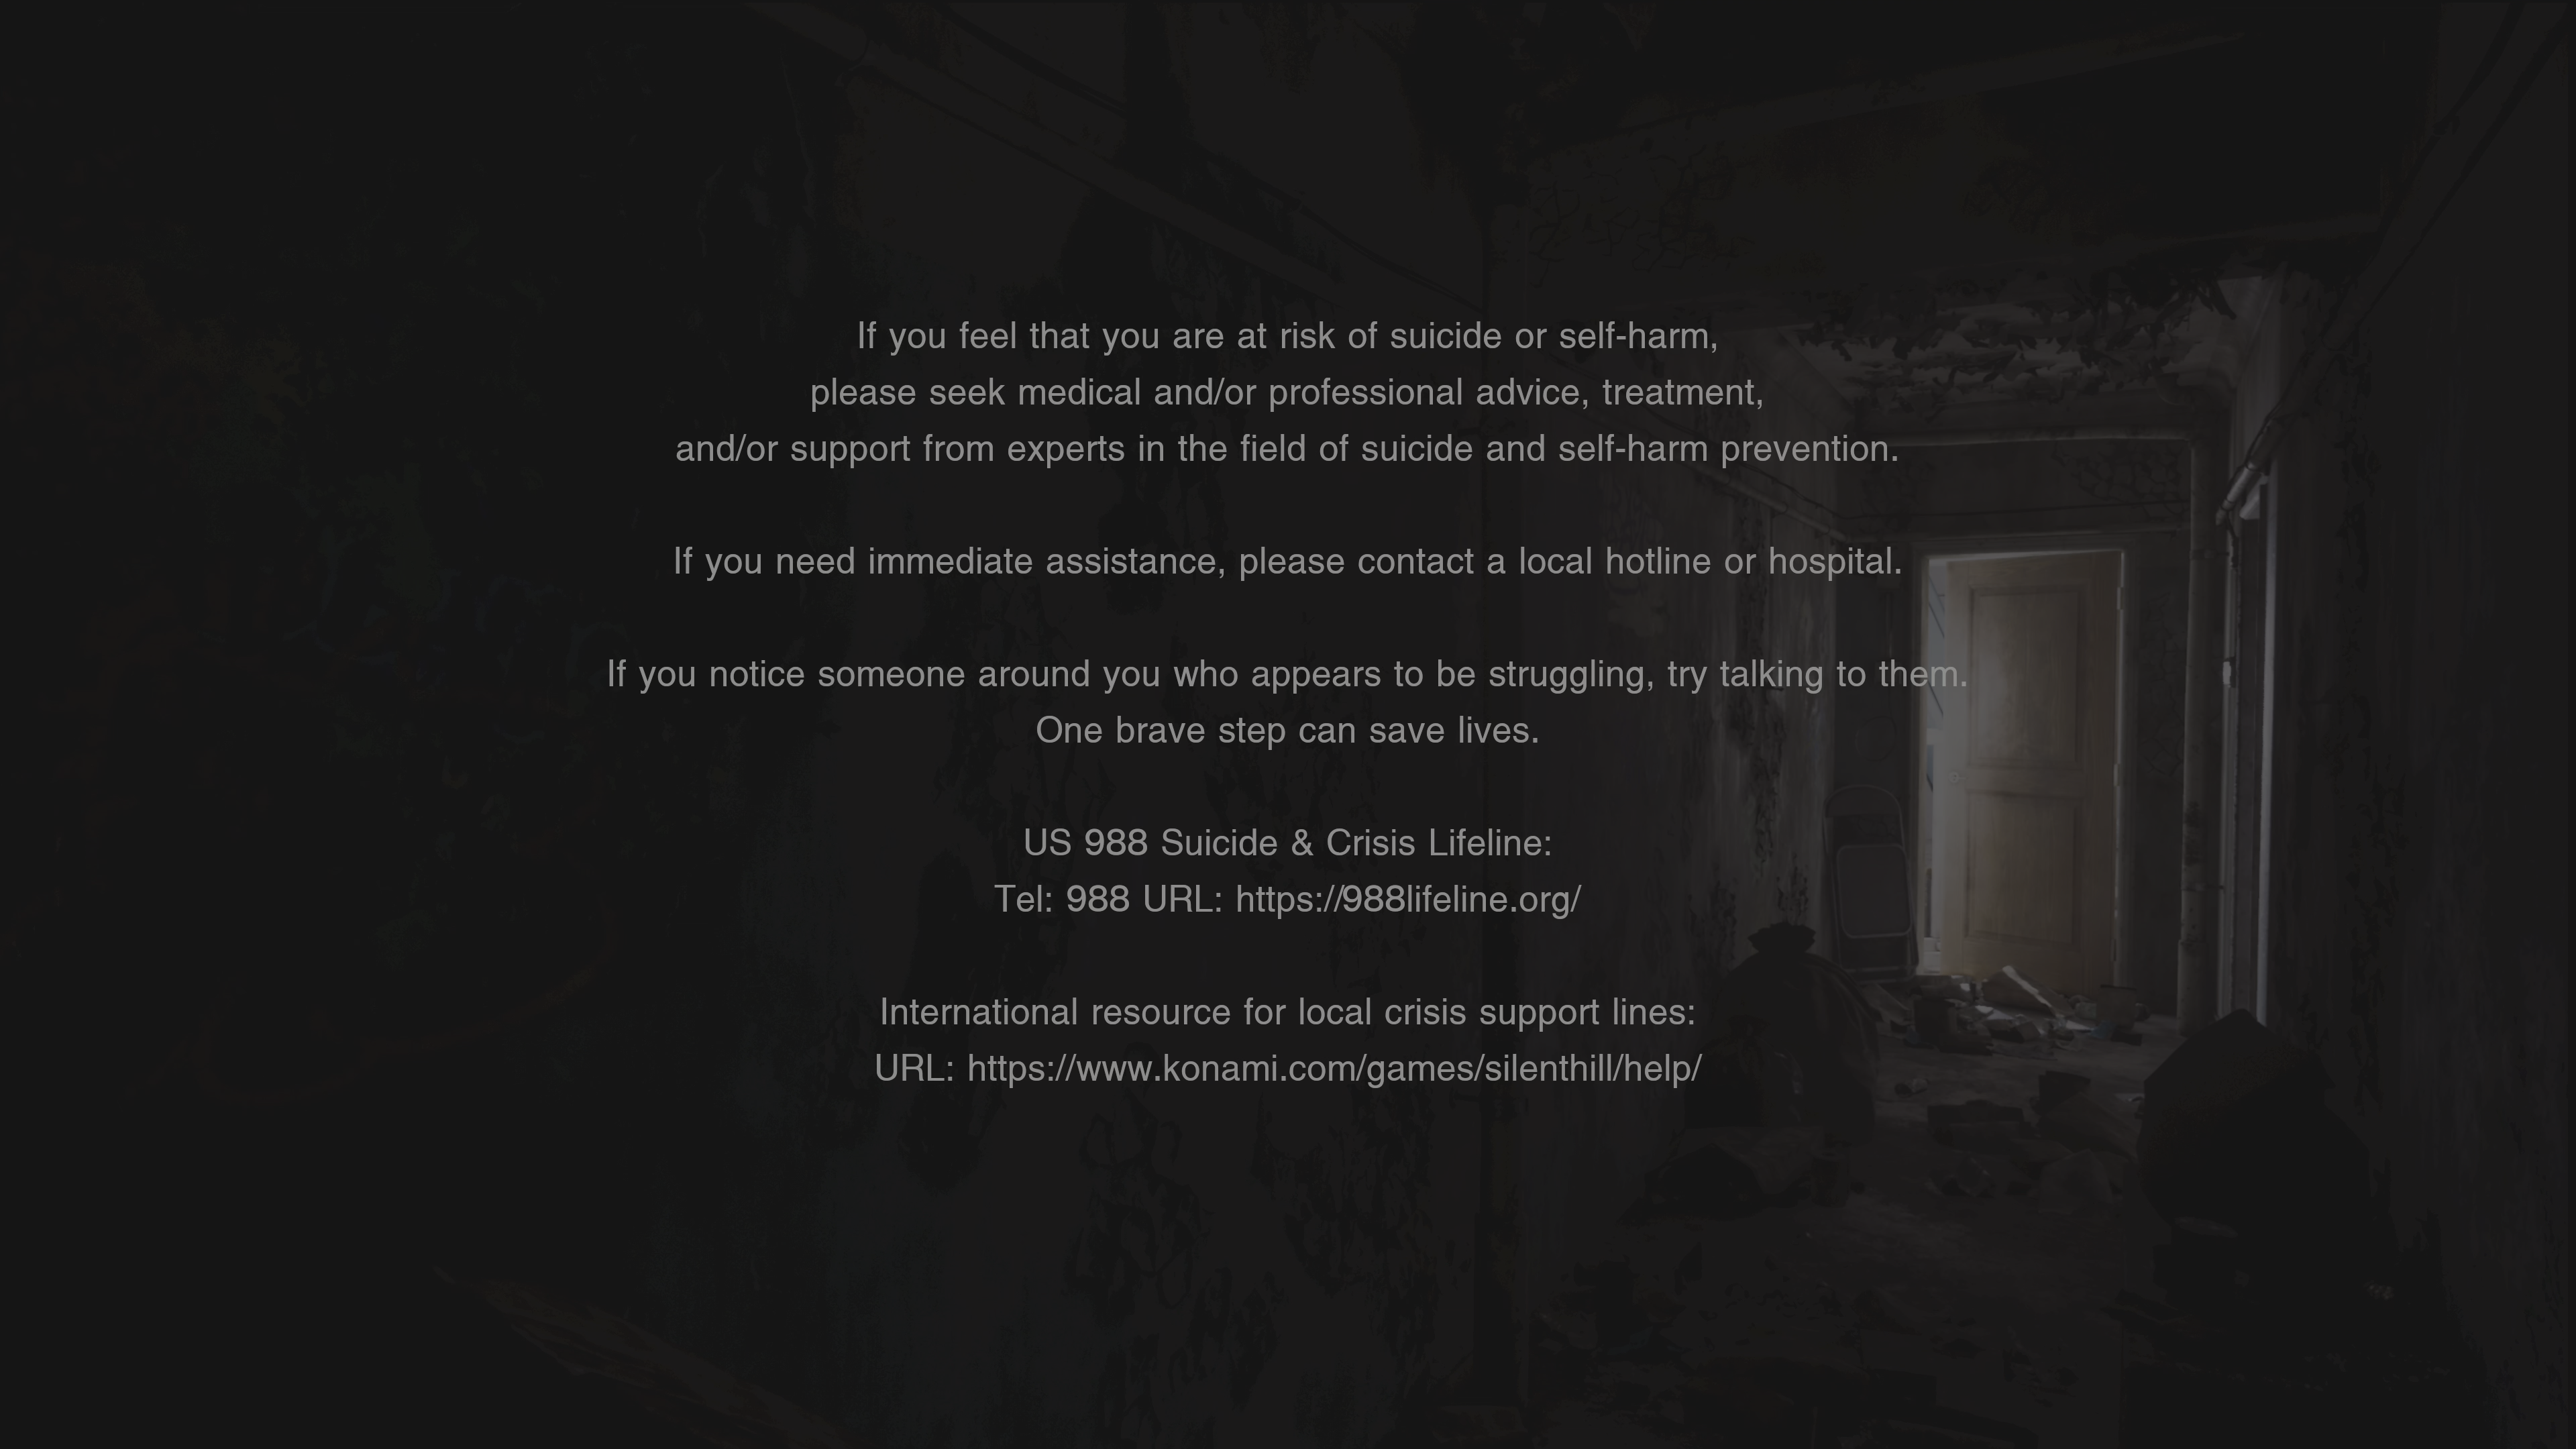 If you feel that you are at risk of suicide or self-harm,
please seek medical and/or professional advice, treatment,
and/or support from experts in the field of suicide and self-harm prevention.
If you need immediate assistance, please contact a local hotline or hospital.
If you notice someone around you who appears to be struggling, try talking to them.
One brave step can save lives.
US 988 Suicide & Crisis Lifeline:
Tel: 988 URL: https://988lifeline.org/
International resource for local crisis support lines:
URL: https://www.konami.com/games/silenthill/help/